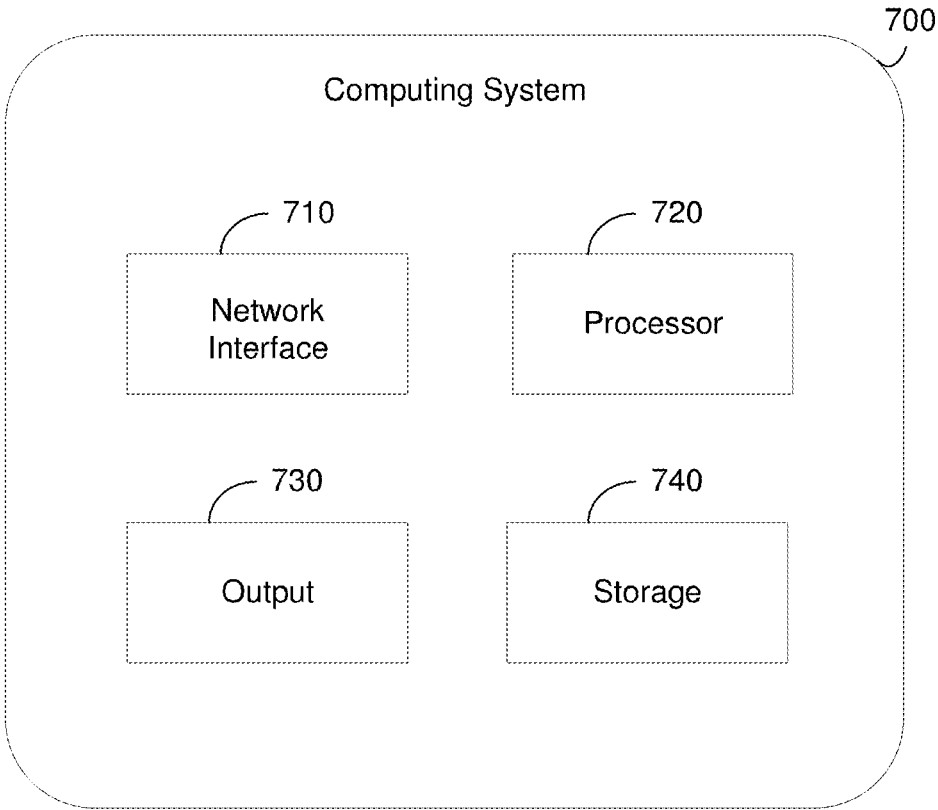 700
Computing System
710
720
Network
Interface
Processor
730
740
Output
Storage